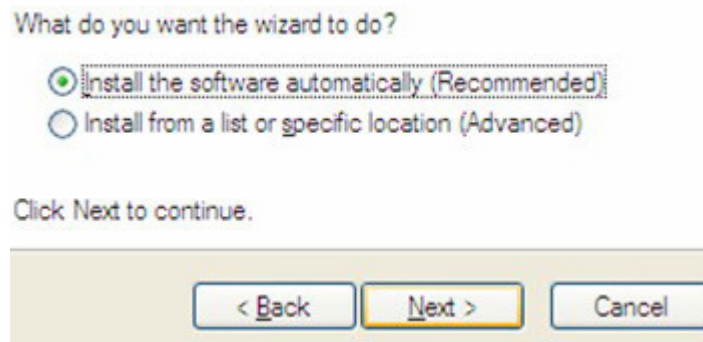 What do you want the wizard to do?
Install the software automatically (Recommended)
Install from a list or specific location (Advanced)
Click Next to continue.
< Back Next > Cancel